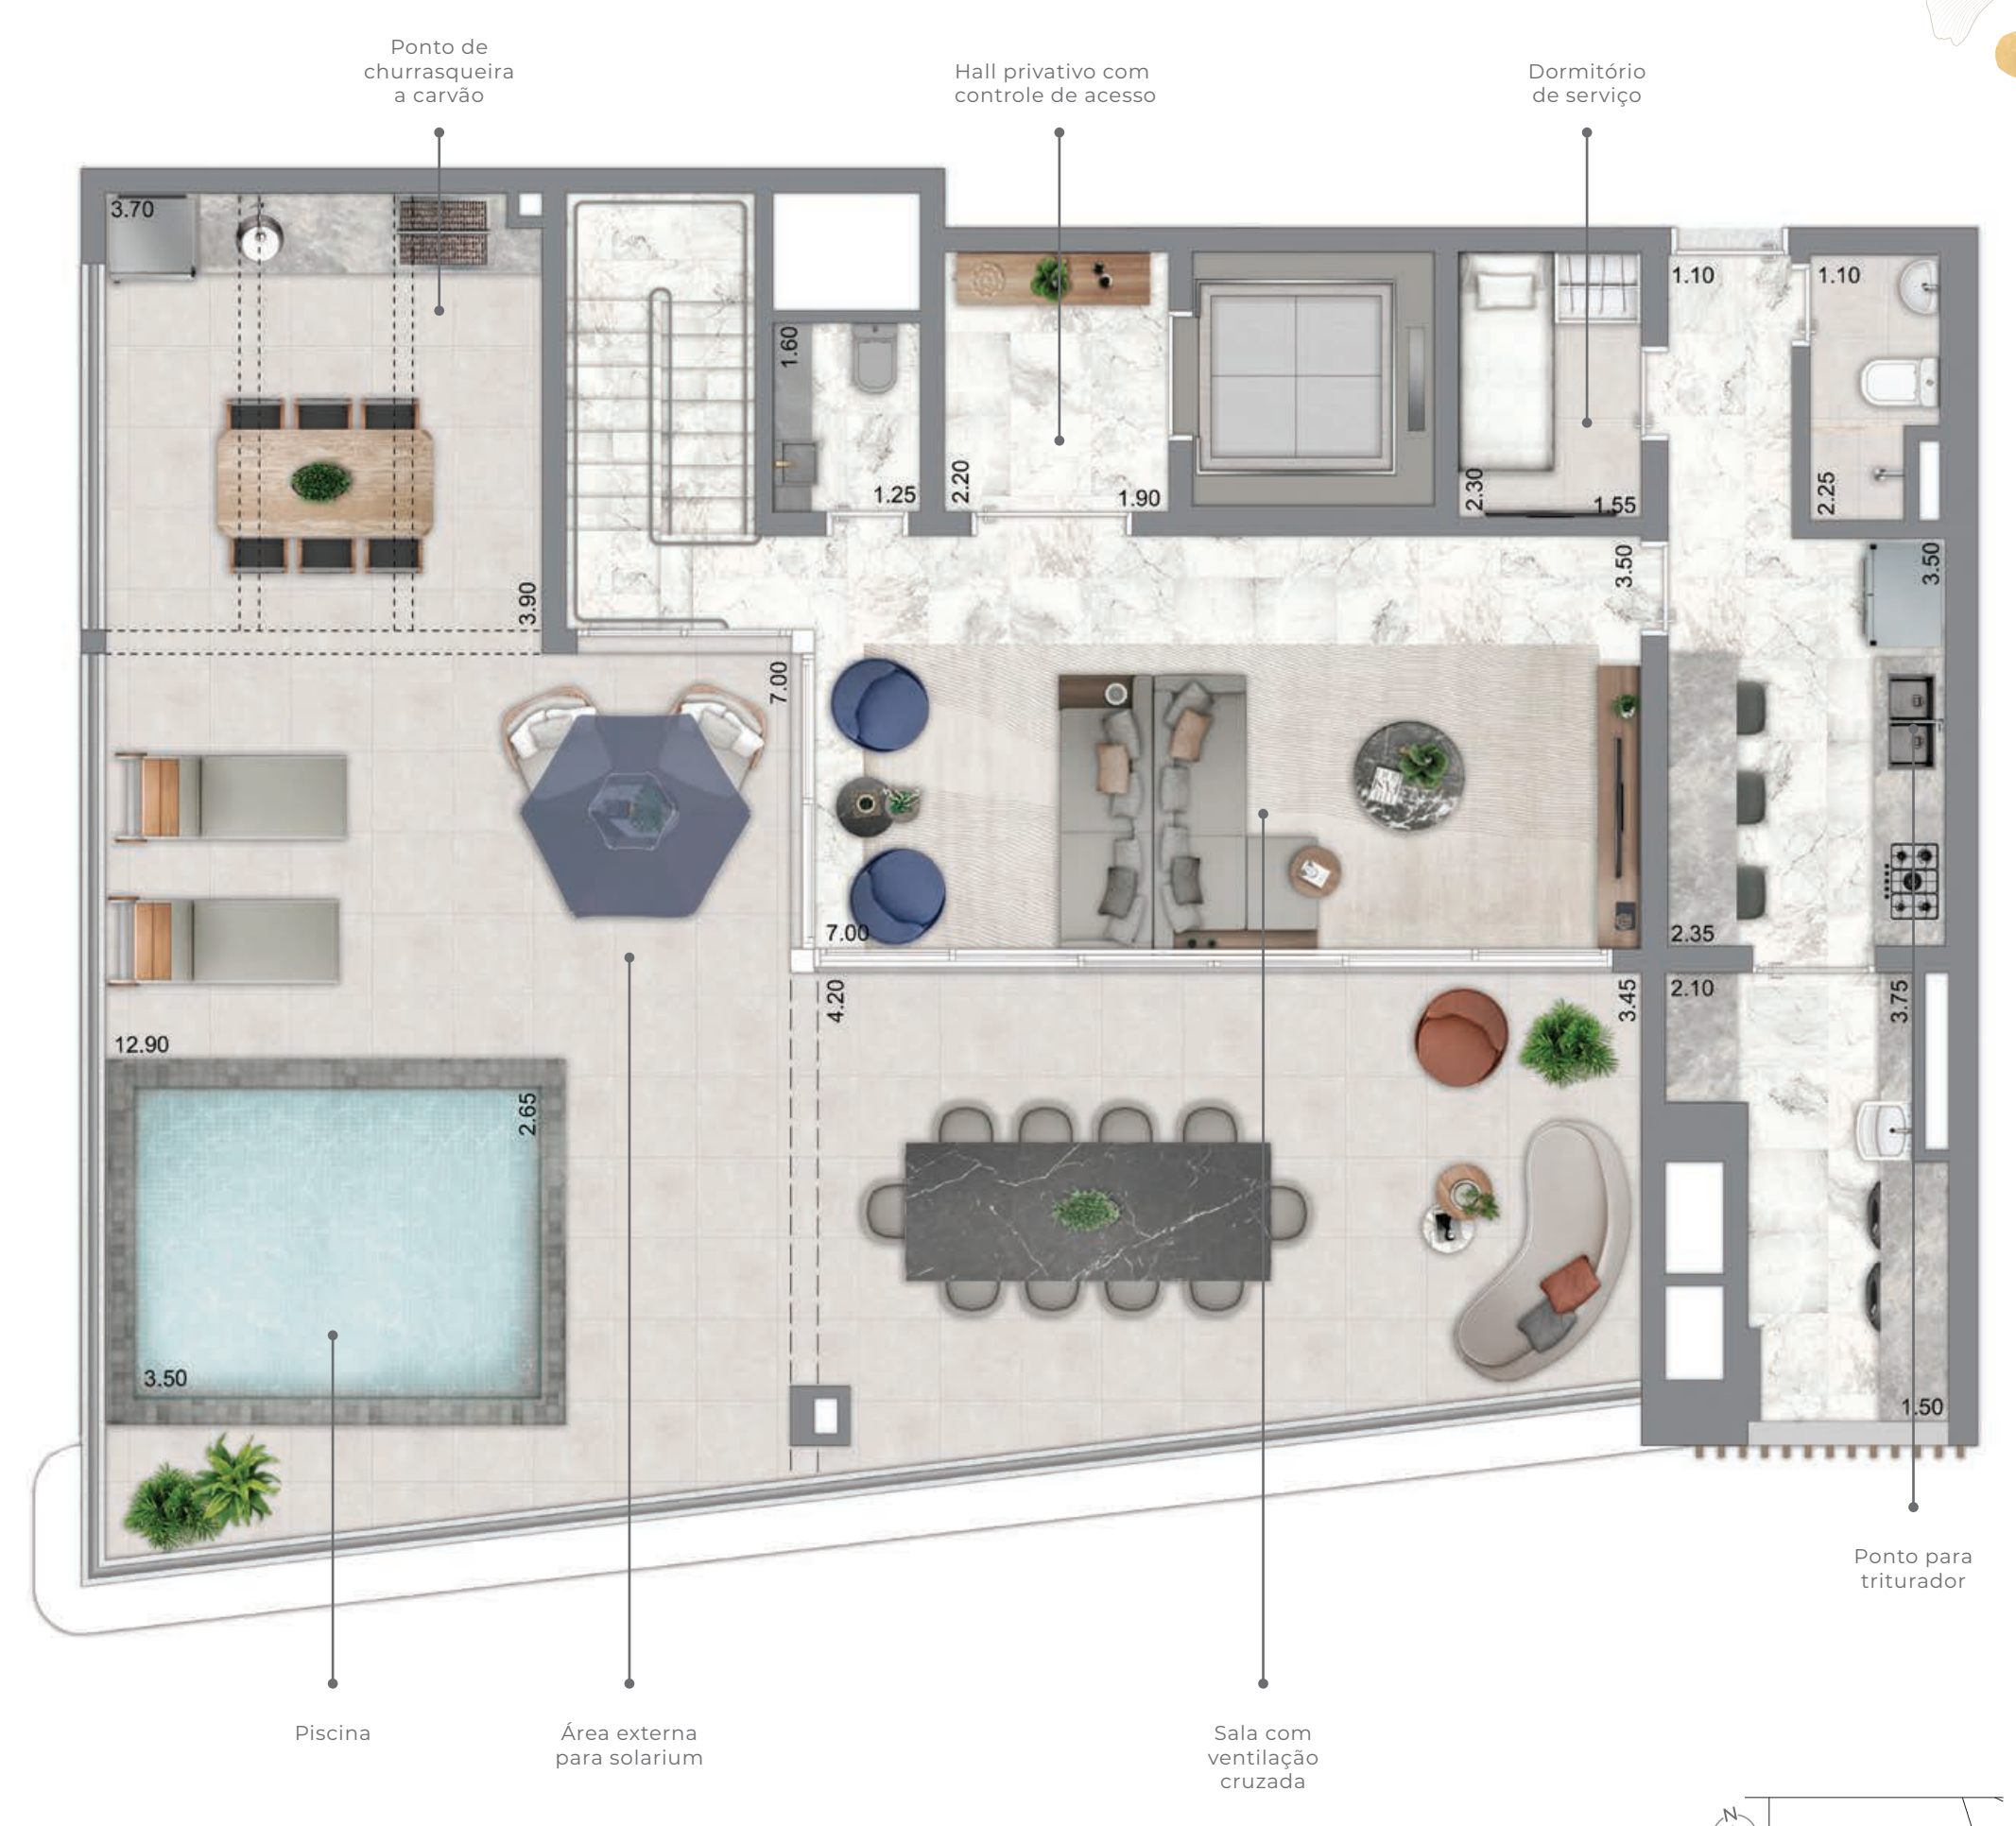 Ponto de
churrasqueira
a carvão
Hall privativo com
controle de acesso
Dormitório
de serviço
3.70
3.90
1.60
1.25
2.20
1.90
2.30
1.55
1.10
1.10
2.25
3.50
3.50
7.00
7.00
2.35
12.90
4.20
3.45
2.10
3.75
2.65
3.50
1.50
Ponto para
triturador
Piscina
Área externa
para solarium
Sala com
ventilação
cruzada
N